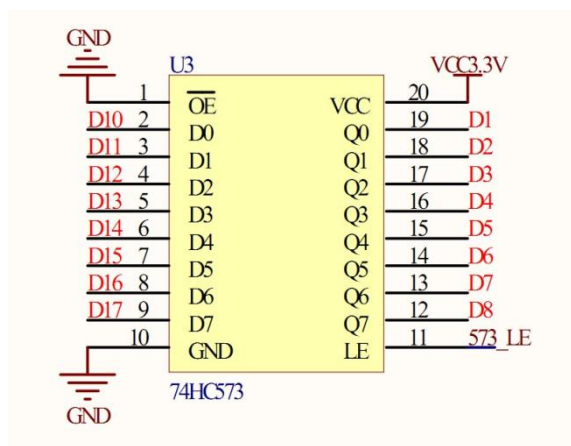 GND
U3 VCC3.3V
1 OE VCC 20
D10 2 D0 Q0 19 D1
D11 3 D1 Q1 18 D2
D12 4 D2 Q2 17 D3
D13 5 D3 Q3 16 D4
D14 6 D4 Q4 15 D5
D15 7 D5 Q5 14 D6
D16 8 D6 Q6 13 D7
D17 9 D7 Q7 12 D8
10 GND LE 11 573_LE
74HC573
GND